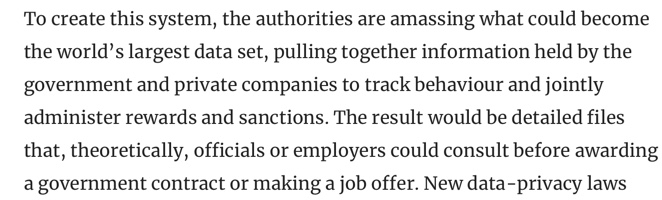 To create this system, the authorities are amassing what could become
the world’s largest data set, pulling together information held by the
government and private companies to track behaviour and jointly
administer rewards and sanctions. The result would be detailed files
that, theoretically, officials or employers could consult before awarding
a government contract or making a job offer. New data-privacy laws